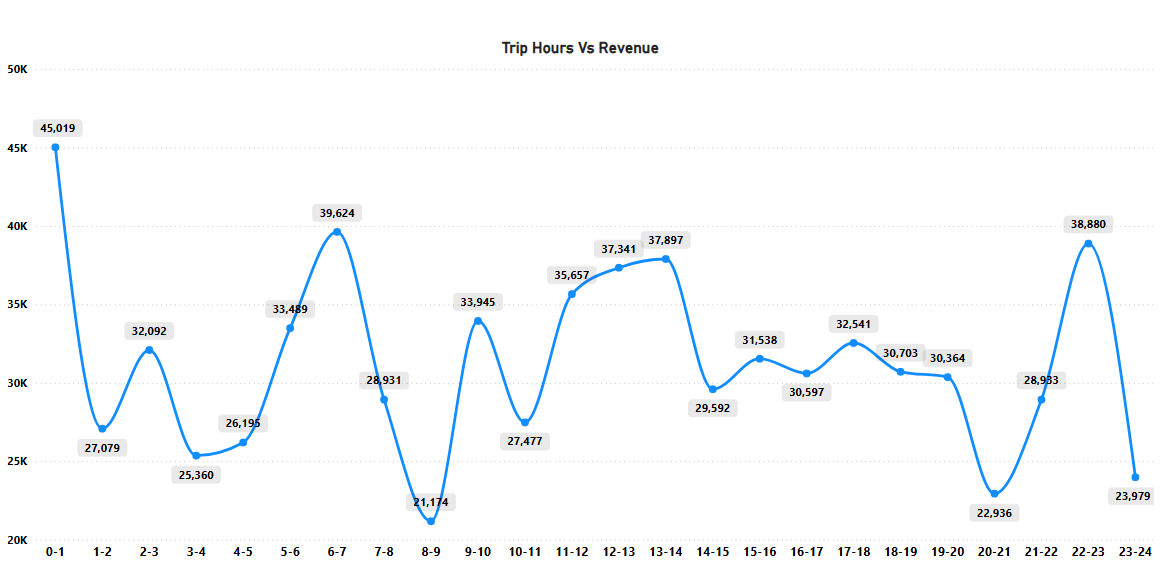 Trip Hours Vs Revenue
50K
45K
40K
35K
30K
25K
20K
45,019
27,079
32,092
25,360
26,195
33,489
39,624
28,931
21,174
33,945
27,477
35,657
37,341
37,897
29,592
31,538
30,597
32,541
30,703
30,364
22,936
28,933
38,880
23,979
0-1 1-2 2-3 3-4 4-5 5-6 6-7 7-8 8-9 9-10 10-11 11-12 12-13 13-14 14-15 15-16 16-17 17-18 18-19 19-20 20-21 21-22 22-23 23-24